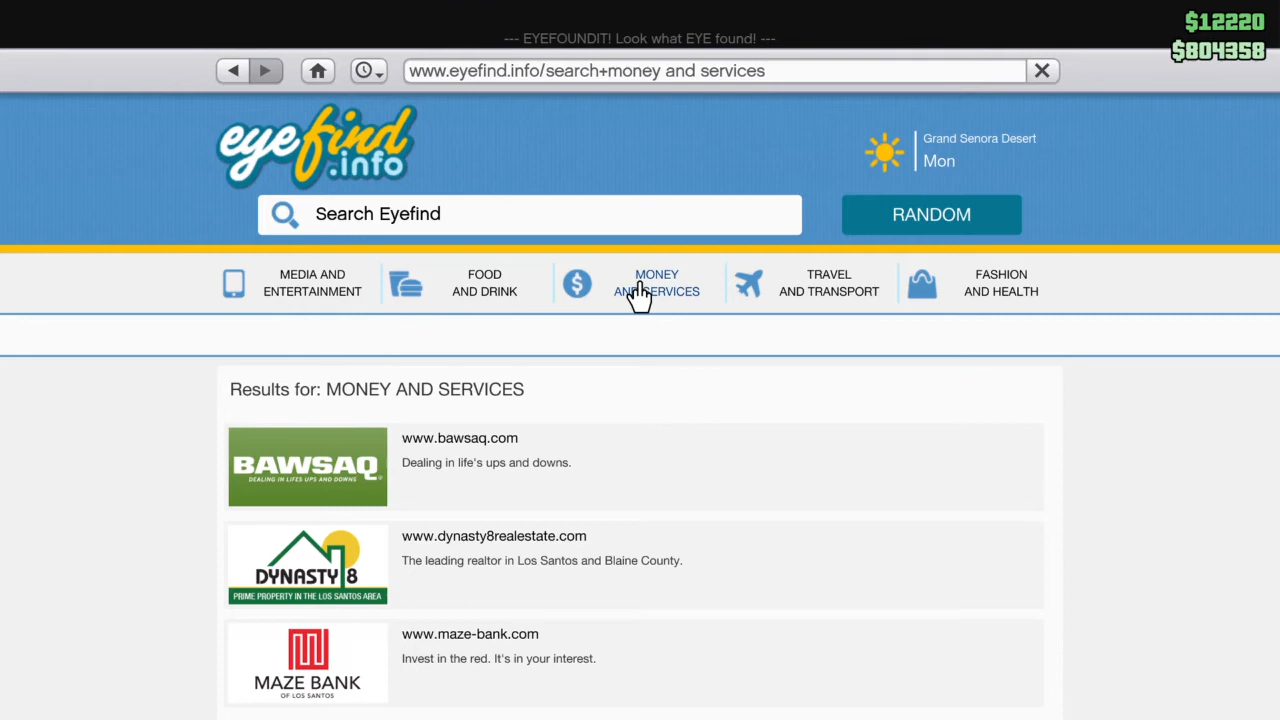 $12220
--- EYEFOUNDIT! Look what EYE found! ---
$804358
www.eyefind.info/search+money and services
eyefind
.info
Grand Senora Desert
Mon
Search Eyefind
RANDOM
MEDIA AND
ENTERTAINMENT
FOOD
AND DRINK
MONEY
AND SERVICES
TRAVEL
AND TRANSPORT
FASHION
AND HEALTH
Results for: MONEY AND SERVICES
BAWSAQ
DEALING IN LIFES UPS AND DOWNS
www.bawsaq.com
Dealing in life's ups and downs.
DYNASTY 8
PRIME PROPERTY IN THE LOS SANTOS AREA
www.dynasty8realestate.com
The leading realtor in Los Santos and Blaine County.
MAZE BANK
OF LOS SANTOS
www.maze-bank.com
Invest in the red. It's in your interest.